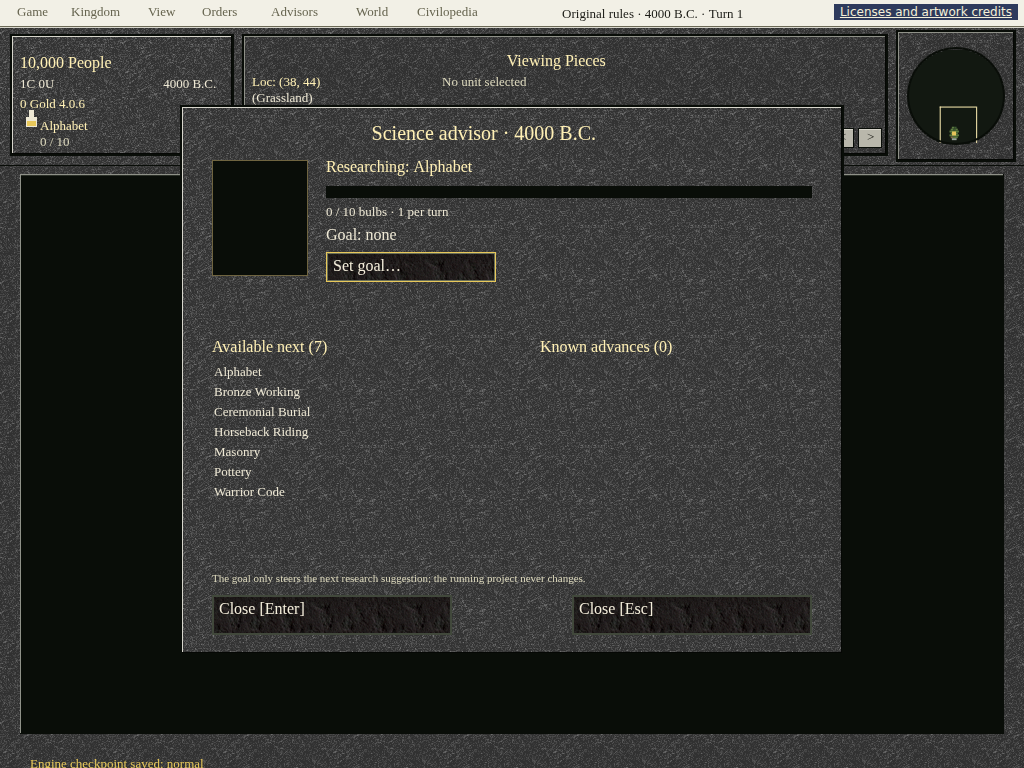 Game Kingdom View Orders Advisors World Civilopedia Original rules · 4000 B.C. · Turn 1 Licenses and artwork credits
10,000 People
1C 0U 4000 B.C.
0 Gold 4.0.6
Alphabet
0 / 10
Viewing Pieces
Loc: (38, 44) No unit selected
(Grassland)
>
Science advisor · 4000 B.C.
Researching: Alphabet
0 / 10 bulbs · 1 per turn
Goal: none
Set goal…
Available next (7) Known advances (0)
Alphabet
Bronze Working
Ceremonial Burial
Horseback Riding
Masonry
Pottery
Warrior Code
The goal only steers the next research suggestion; the running project never changes.
Close [Enter] Close [Esc]
Engine checkpoint saved: normal